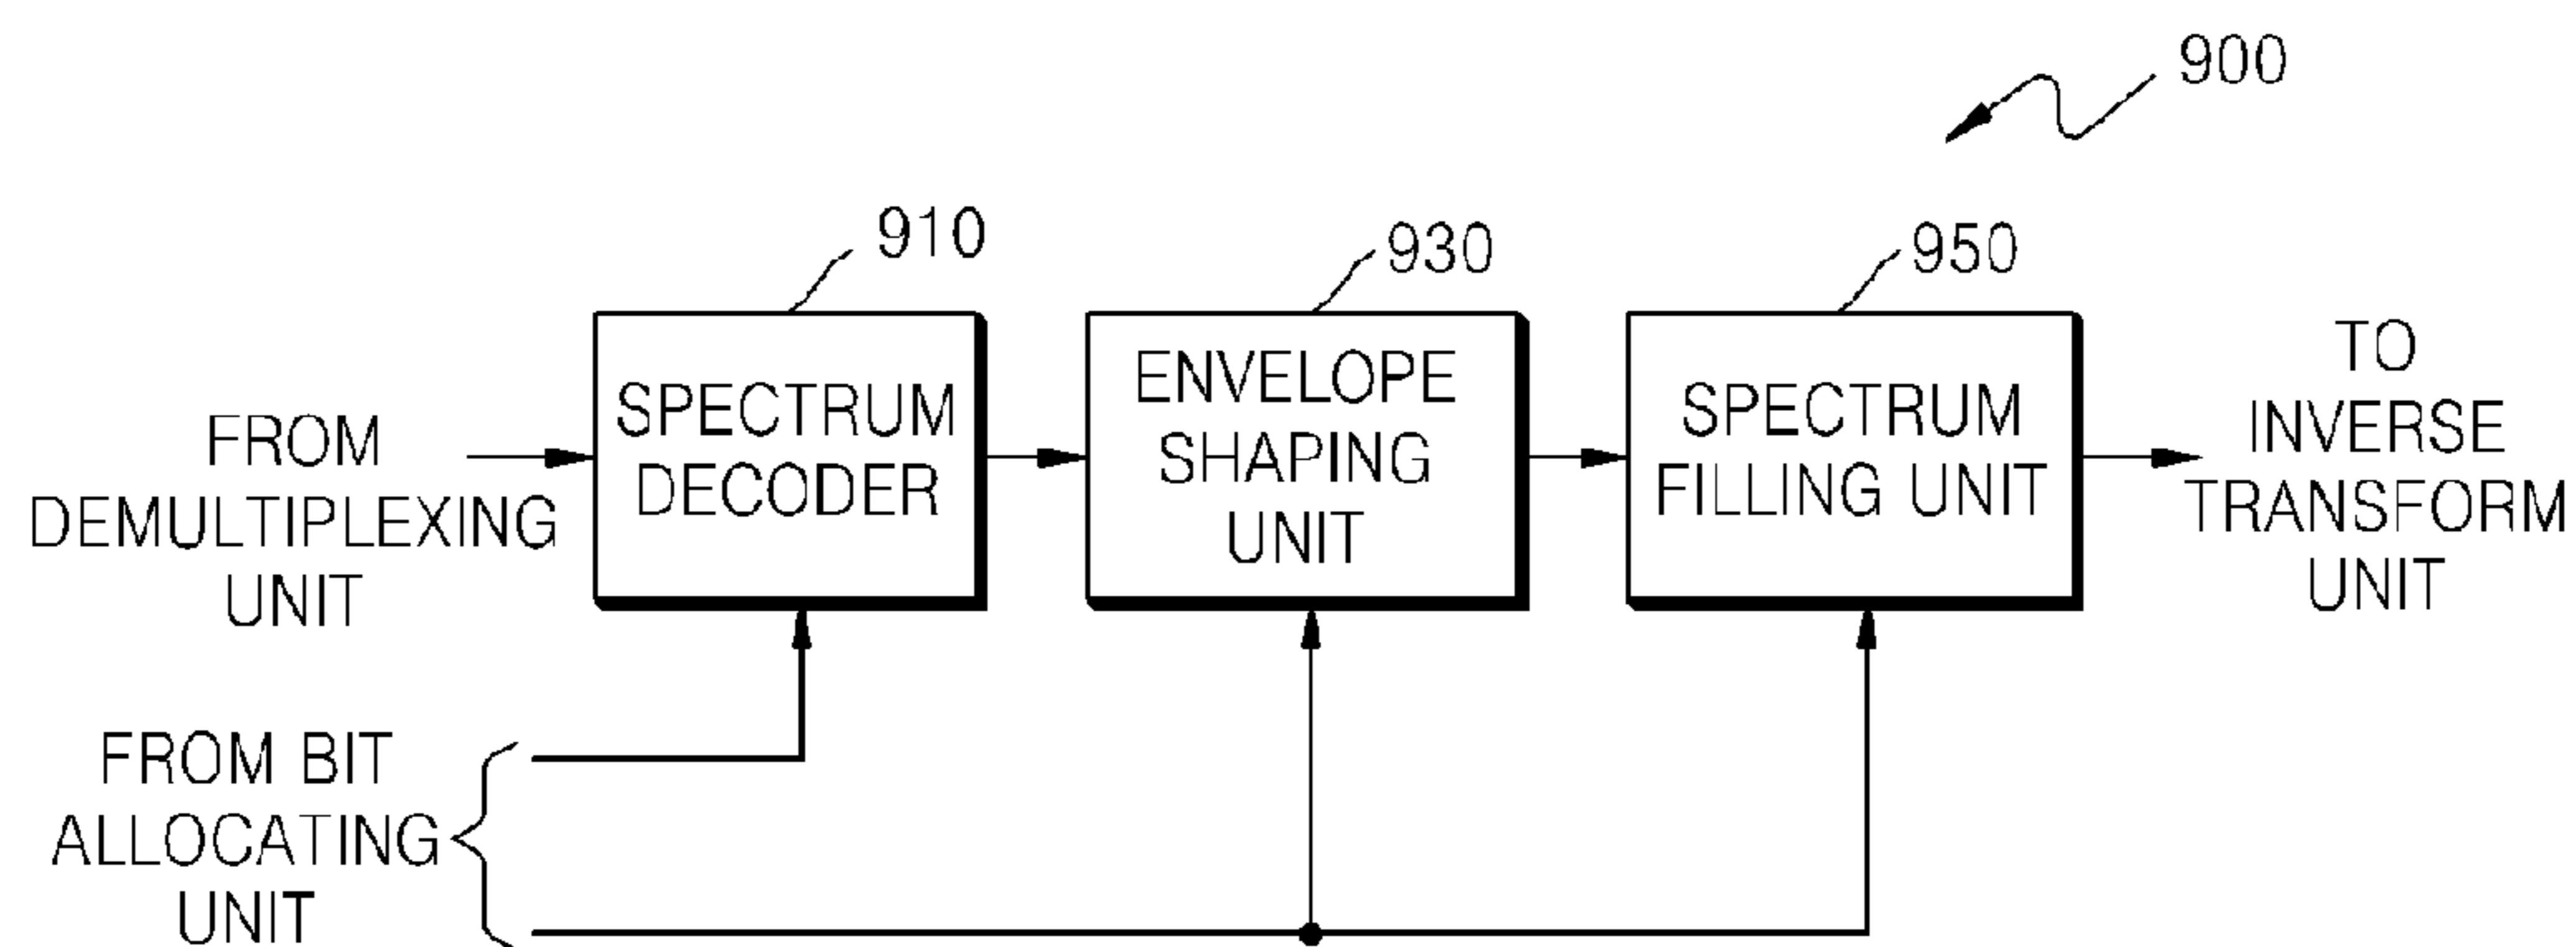 900
910
930
950
FROM
DEMULTIPLEXING
UNIT
SPECTRUM
DECODER
ENVELOPE
SHAPING
UNIT
SPECTRUM
FILLING UNIT
TO
INVERSE
TRANSFORM
UNIT
FROM BIT
ALLOCATING
UNIT